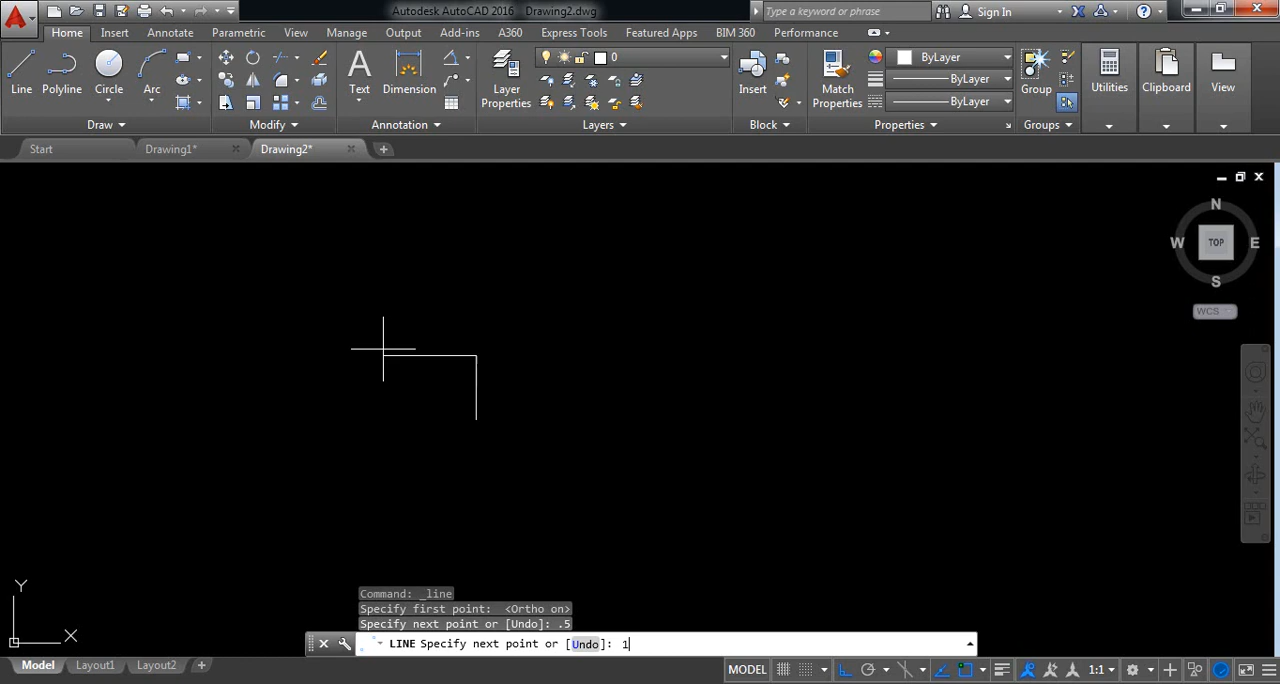 Autodesk AutoCAD 2016 Drawing2.dwg
Type a keyword or phrase
Sign In
Home Insert Annotate Parametric View Manage Output Add-ins A360 Express Tools Featured Apps BIM 360 Performance
Line Polyline Circle Arc Text Dimension Layer Properties 0 Insert Match Properties ByLayer ByLayer ByLayer Group Utilities Clipboard View
Draw Modify Annotation Layers Block Properties Groups
Start Drawing1* Drawing2* +
N
W TOP E
S
WCS
Y
X
Command: _line
Specify first point: <Ortho on>
Specify next point or [Undo]: .5
LINE Specify next point or [Undo]: 1
Model Layout1 Layout2 +
MODEL 1:1